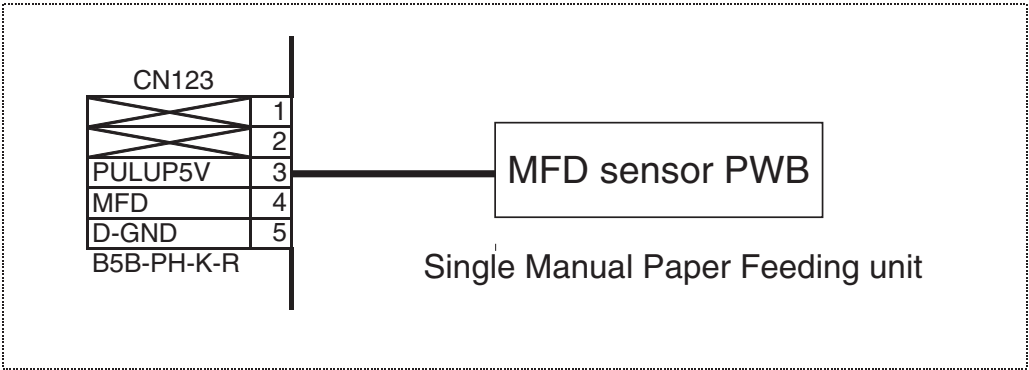 CN123
1
2
PULUP5V 3
MFD 4
D-GND 5
B5B-PH-K-R
MFD sensor PWB
Single Manual Paper Feeding unit